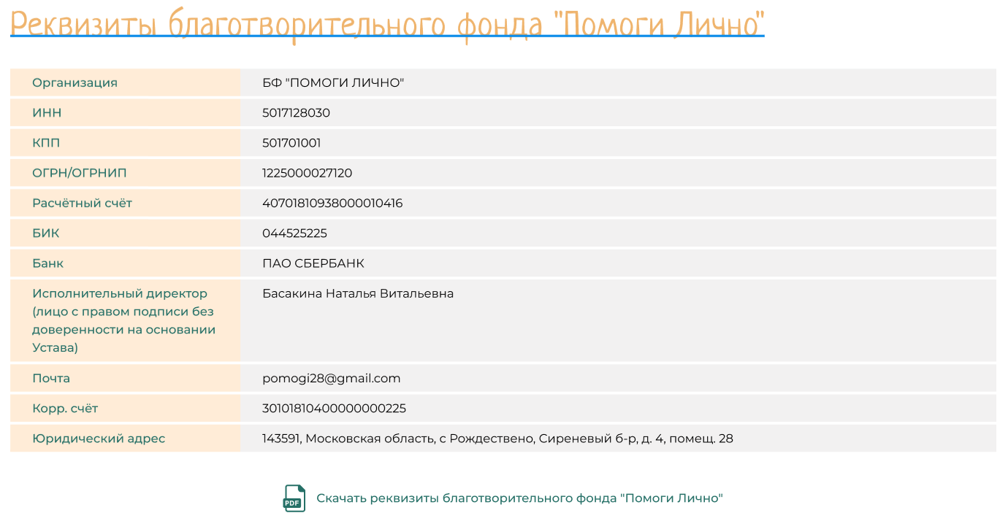 Реквизиты благотворительного фонда "Помоги Лично"
Организация БФ "ПОМОГИ ЛИЧНО"
ИНН 5017128030
КПП 501701001
ОГРН/ОГРНИП 1225000027120
Расчётный счёт 40701810938000010416
БИК 044525225
Банк ПАО СБЕРБАНК
Исполнительный директор Басакина Наталья Витальевна
(лицо с правом подписи без
доверенности на основании
Устава)
Почта pomogi28@gmail.com
Корр. счёт 30101810400000000225
Юридический адрес 143591, Московская область, с Рождествено, Сиреневый б-р, д. 4, помещ. 28
PDF Скачать реквизиты благотворительного фонда "Помоги Лично"